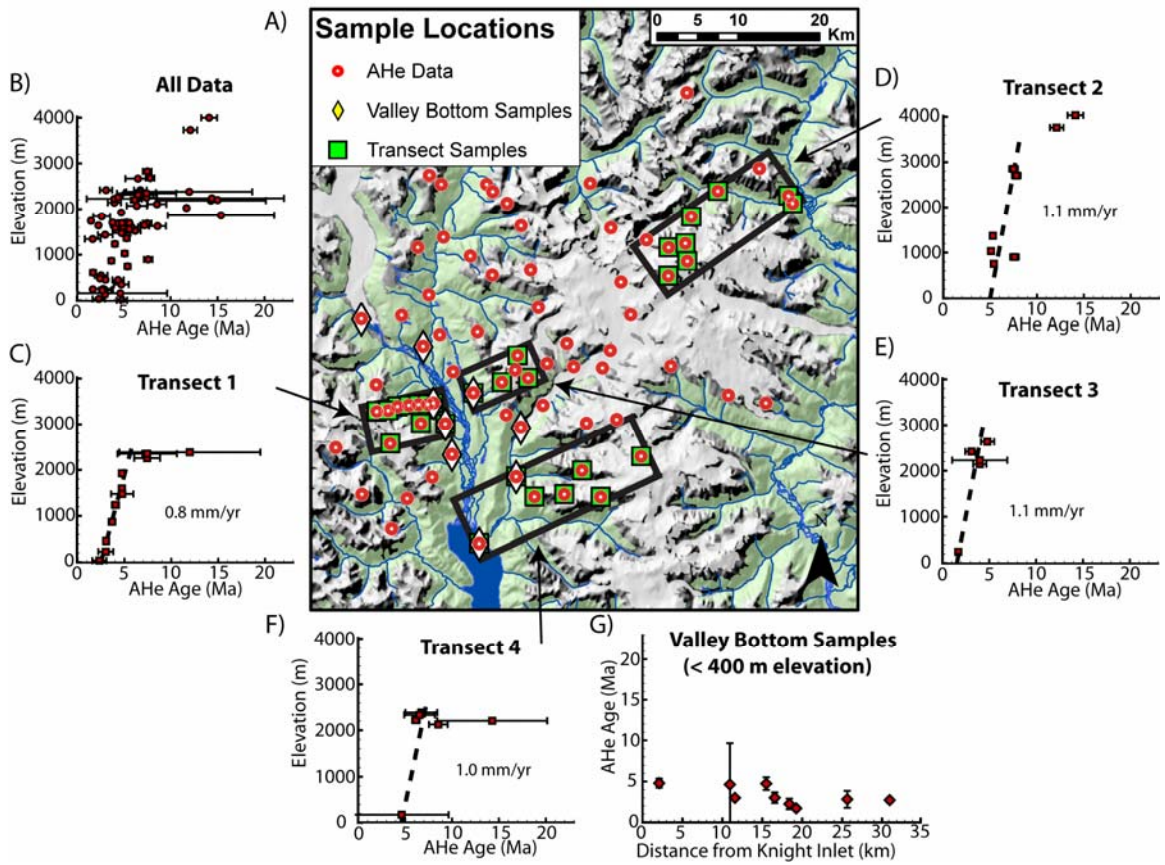 A)
Sample Locations
AHe Data
Valley Bottom Samples
Transect Samples
0 5 10 20
Km
N
B)
All Data
Elevation (m)
4000
3000
2000
1000
0
0 5 10 15 20
AHe Age (Ma)
C)
Transect 1
Elevation (m)
4000
3000
2000
1000
0
0.8 mm/yr
0 5 10 15 20
AHe Age (Ma)
D)
Transect 2
Elevation (m)
4000
3000
2000
1000
0
1.1 mm/yr
0 5 10 15 20
AHe Age (Ma)
E)
Transect 3
Elevation (m)
4000
3000
2000
1000
0
1.1 mm/yr
0 5 10 15 20
AHe Age (Ma)
F)
Transect 4
Elevation (m)
4000
3000
2000
1000
0
1.0 mm/yr
0 5 10 15 20
AHe Age (Ma)
G)
Valley Bottom Samples
(< 400 m elevation)
AHe Age (Ma)
20
15
10
5
0
0 5 10 15 20 25 30 35
Distance from Knight Inlet (km)